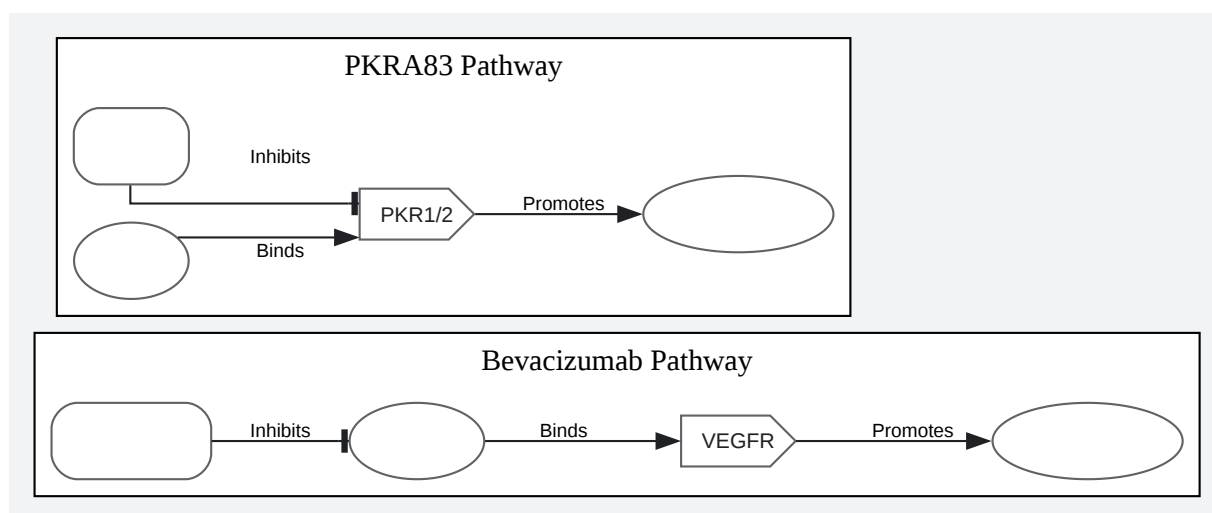 PKRA83 Pathway
Inhibits
PKR1/2
Promotes
Binds
Bevacizumab Pathway
Inhibits
Binds
VEGFR
Promotes